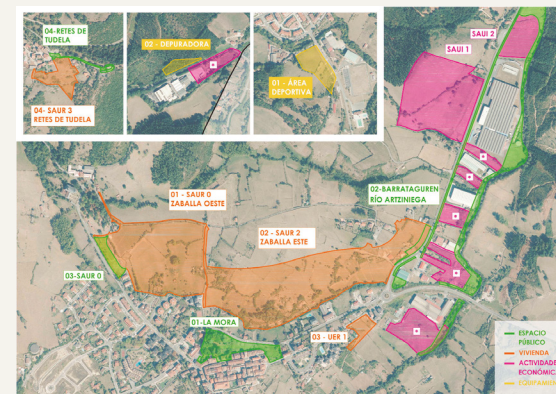 04-RETES DE
TUDELA
04- SAUR 3
RETES DE TUDELA
02 - DEPURADORA
01 - ÁREA
DEPORTIVA
SAUI 2
SAUI 1
01 - SAUR 0
ZABALLA OESTE
02 - SAUR 2
ZABALLA ESTE
02-BARRATAGUREN
RÍO ARTZINIEGA
03-SAUR 0
01-LA MORA
03 - UER 1
ESPACIO
PÚBLICO
VIVIENDA
ACTIVIDADE
ECONÓMIC
EQUIPAMIEN